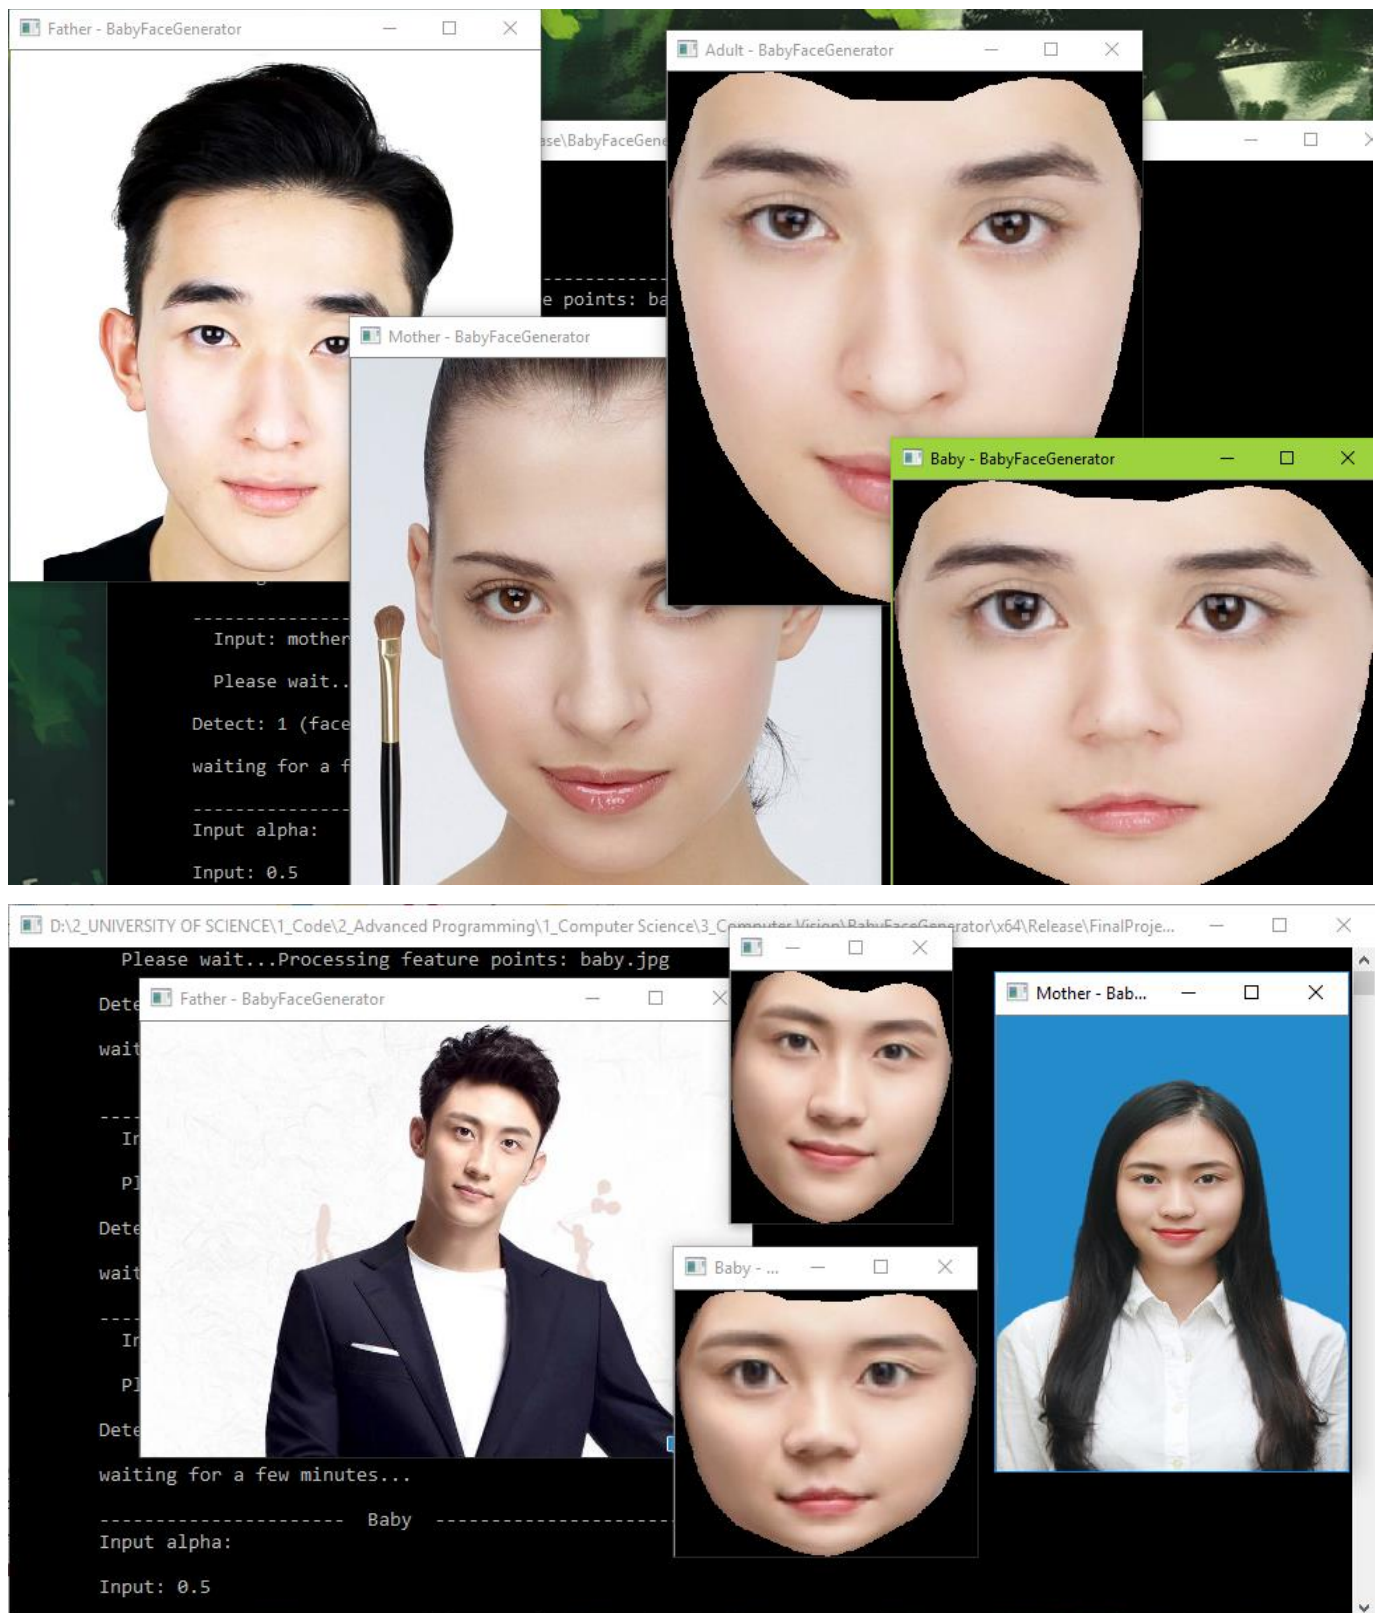 Father - BabyFaceGenerator
Adult - BabyFaceGenerator
ase\BabyFaceGene
e points: ba
Mother - BabyFaceGenerator
Baby - BabyFaceGenerator
Input: mother
Please wait..
Detect: 1 (face
waiting for a f
Input alpha:
Input: 0.5
D:\2_UNIVERSITY OF SCIENCE\1_Code\2_Advanced Programming\1_Computer Science\3_Computer Vision\BabyFaceGenerator\x64\Release\FinalProje...
Please wait...Processing feature points: baby.jpg
Father - BabyFaceGenerator
Mother - Bab...
Dete
wait
In
Pl
Dete
Baby - ...
wait
In
Pl
Dete
waiting for a few minutes...
---------------------- Baby ----------------------
Input alpha:
Input: 0.5